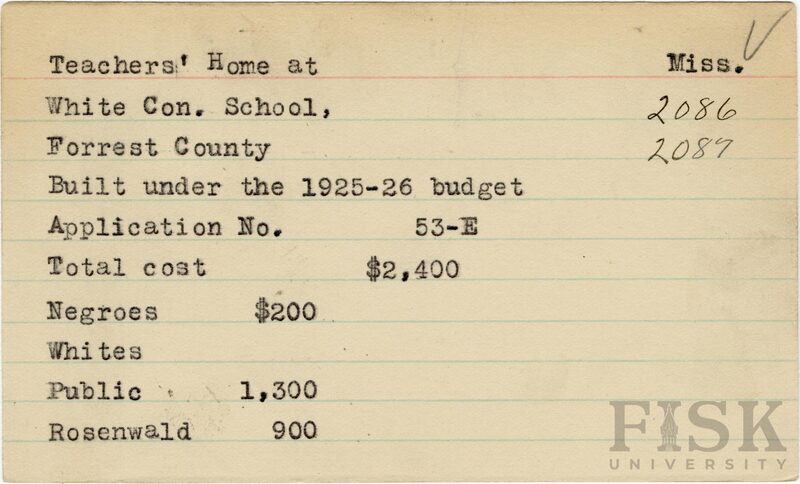 Teachers' Home at Miss.
White Con. School, 2086
Forrest County 2087
Built under the 1925-26 budget
Application No. 53-E
Total cost $2,400
Negroes $200
Whites
Public 1,300
Rosenwald 900
FISK
UNIVERSITY